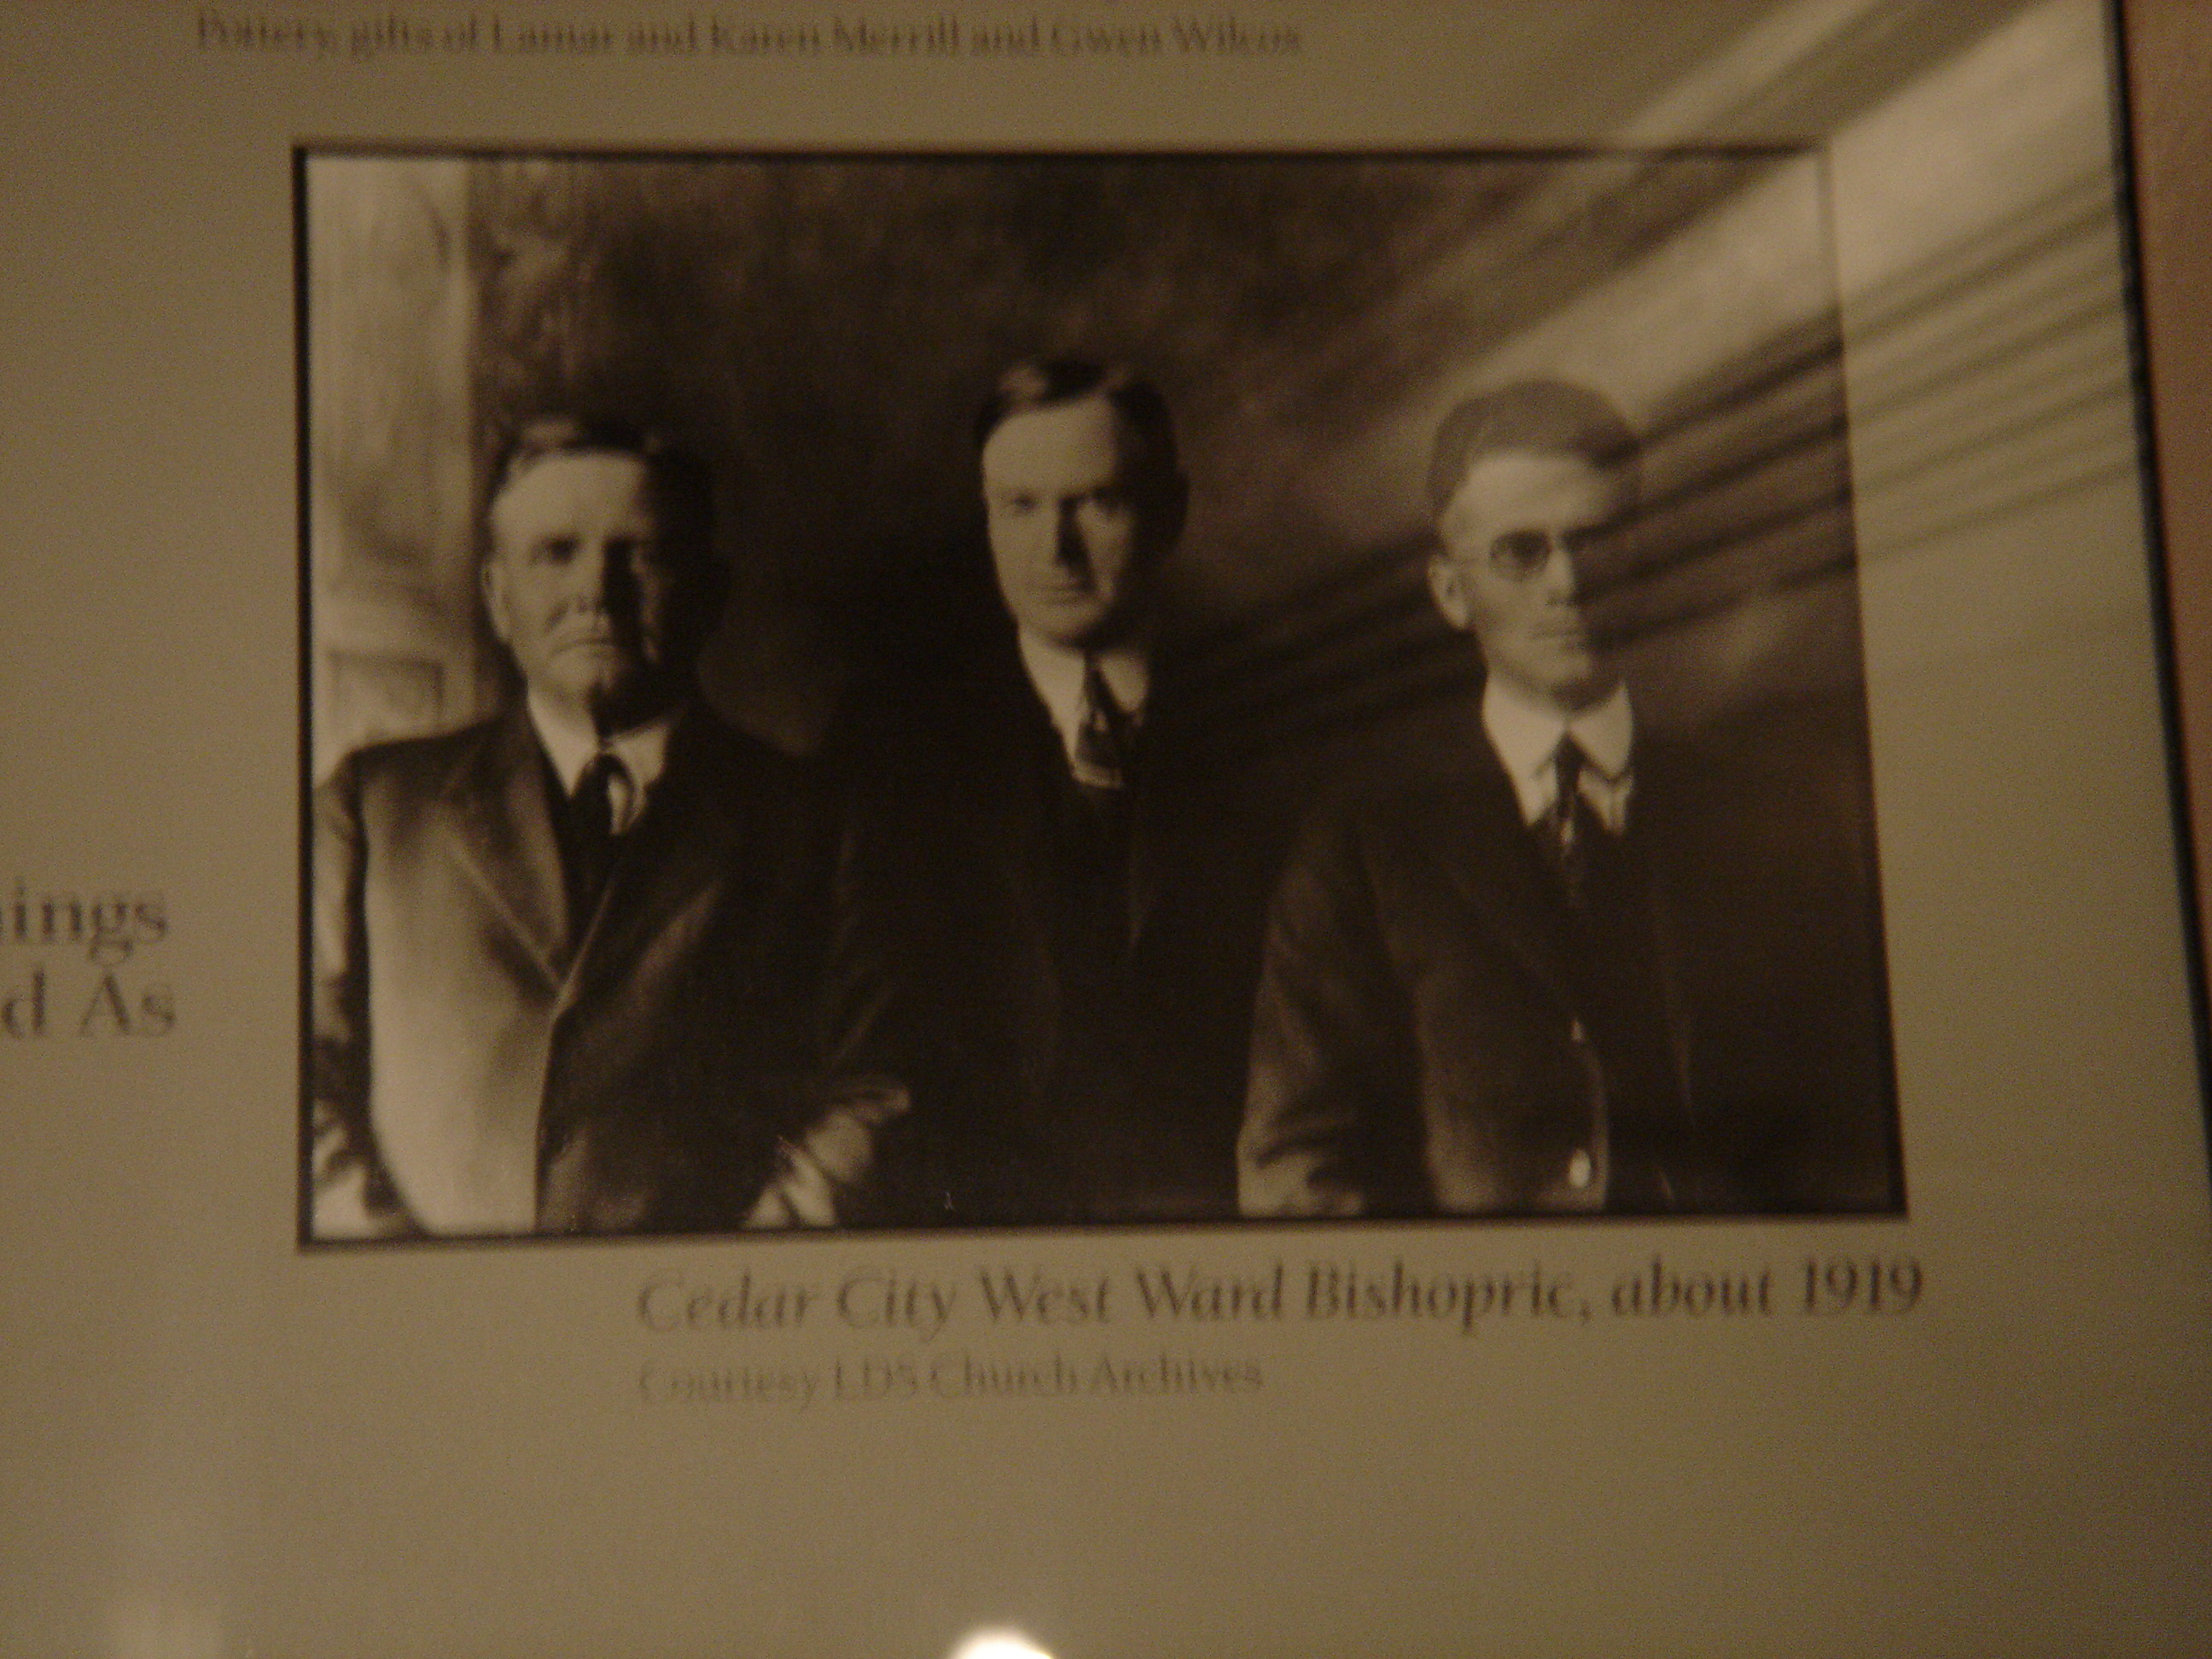 Pottery, gifts of Lamar and Karen Merrill and Gwen Wilcox
ings
d As
Cedar City West Ward Bishopric, about 1919
Courtesy LDS Church Archives